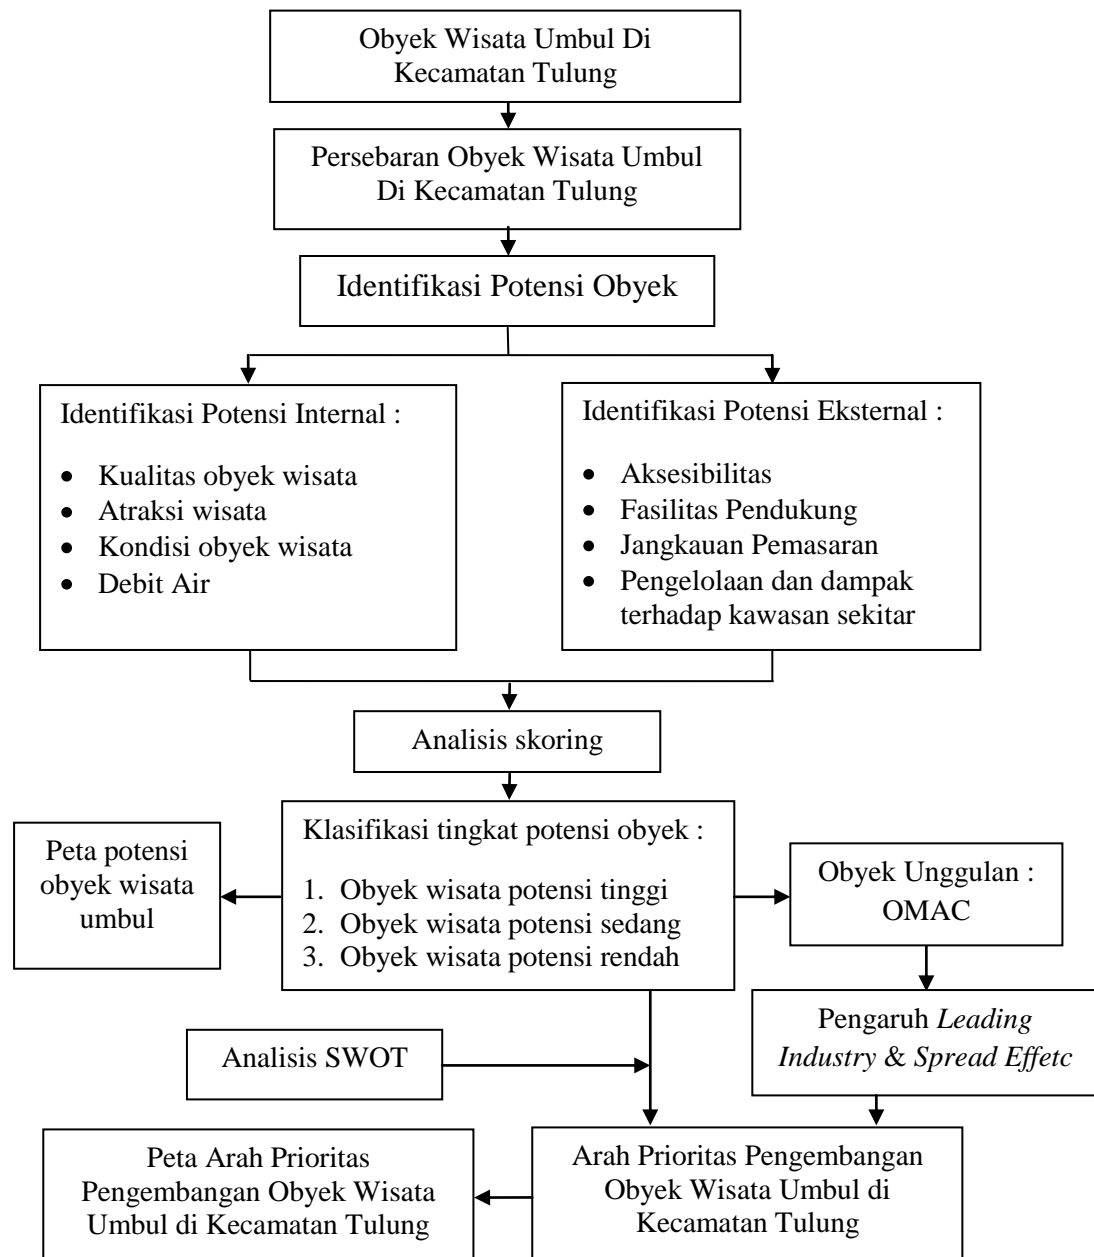 Obyek Wisata Umbul Di
Kecamatan Tulung
Persebaran Obyek Wisata Umbul
Di Kecamatan Tulung
Identifikasi Potensi Obyek
Identifikasi Potensi Internal :
• Kualitas obyek wisata
• Atraksi wisata
• Kondisi obyek wisata
• Debit Air
Identifikasi Potensi Eksternal :
• Aksesibilitas
• Fasilitas Pendukung
• Jangkauan Pemasaran
• Pengelolaan dan dampak
terhadap kawasan sekitar
Analisis skoring
Klasifikasi tingkat potensi obyek :
1. Obyek wisata potensi tinggi
2. Obyek wisata potensi sedang
3. Obyek wisata potensi rendah
Peta potensi
obyek wisata
umbul
Obyek Unggulan :
OMAC
Pengaruh Leading
Industry & Spread Effetc
Analisis SWOT
Arah Prioritas Pengembangan
Obyek Wisata Umbul di
Kecamatan Tulung
Peta Arah Prioritas
Pengembangan Obyek Wisata
Umbul di Kecamatan Tulung